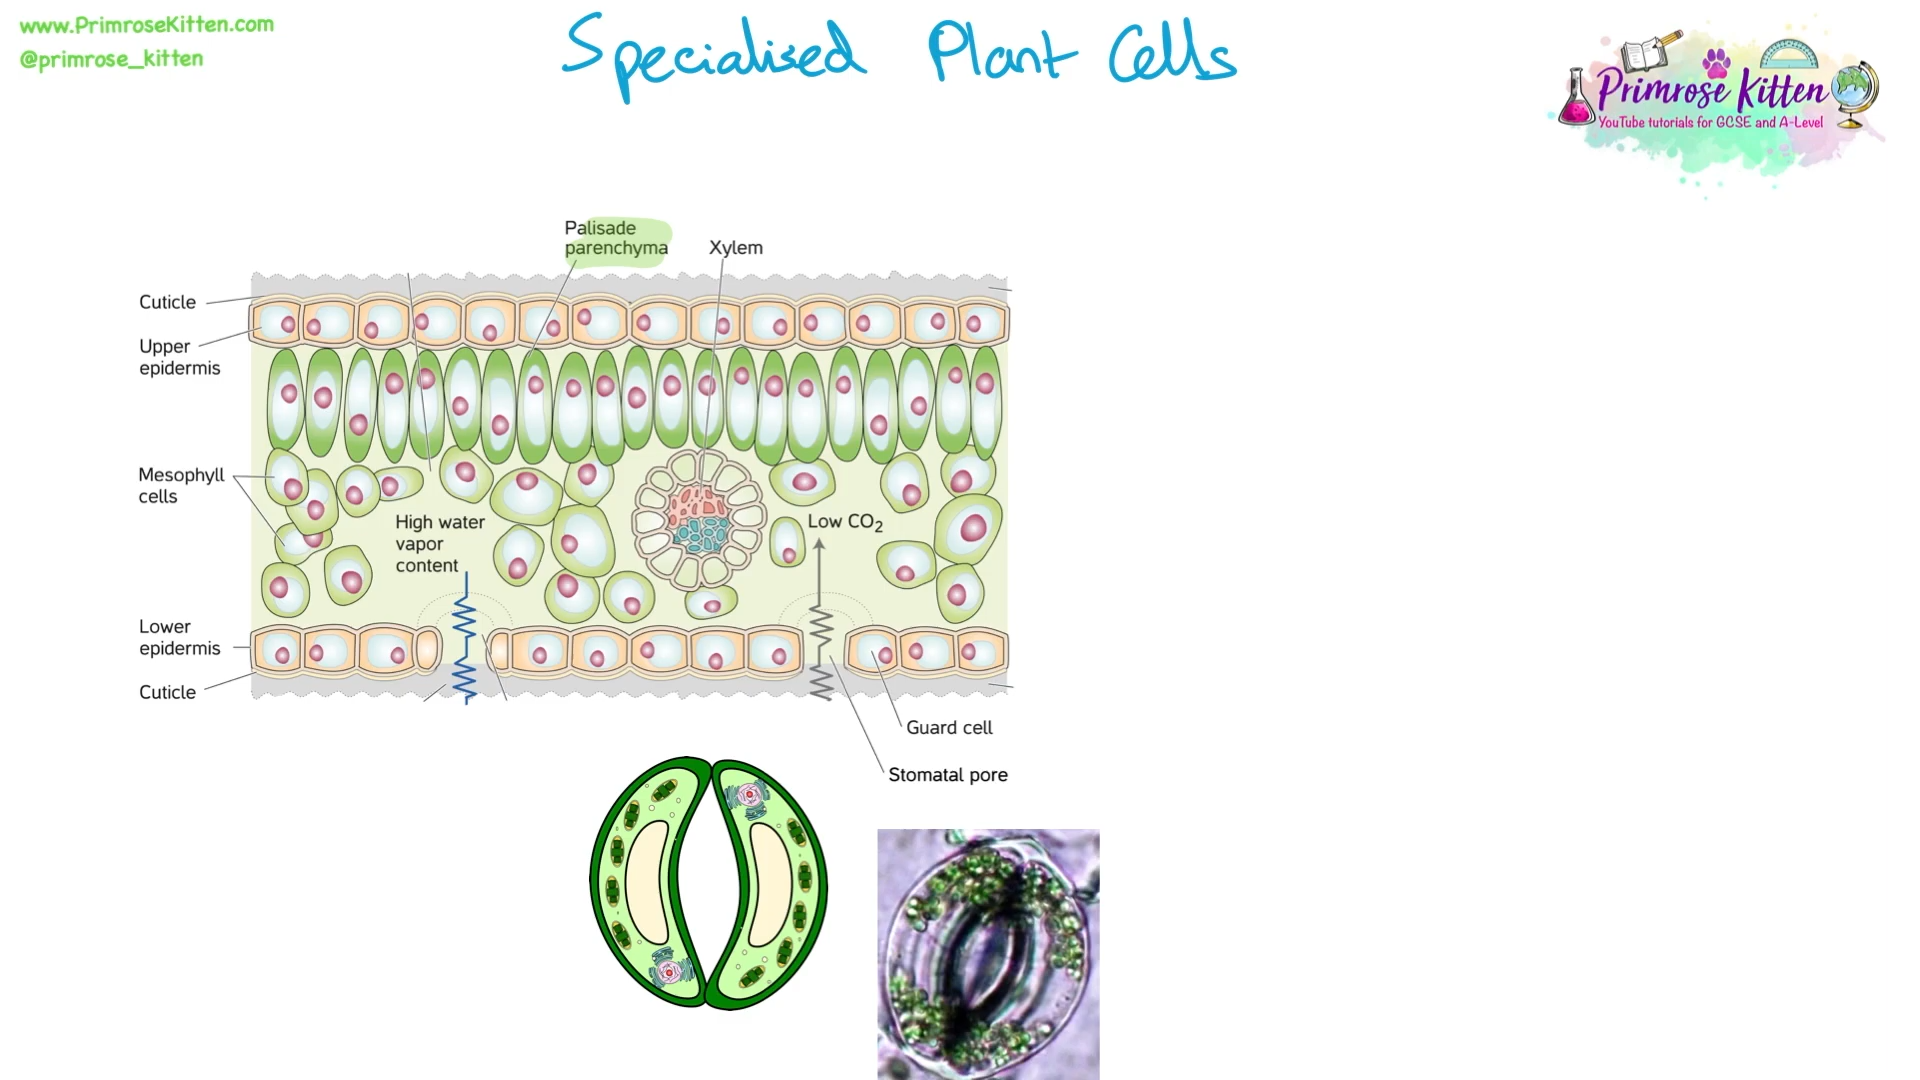 www.PrimroseKitten.com
@primrose_kitten
Specialised Plant Cells
Primrose Kitten
YouTube tutorials for GCSE and A-Level
Palisade
parenchyma
Xylem
Cuticle
Upper
epidermis
Mesophyll
cells
High water
vapor
content
Low CO₂
Lower
epidermis
Cuticle
Guard cell
Stomatal pore